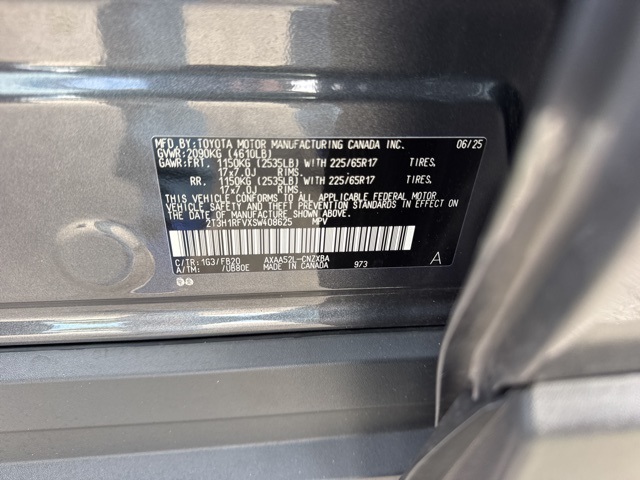 MFD.BY:TOYOTA MOTOR MANUFACTURING CANADA INC. 06/25
GVWR:2090KG (4610LB)
GAWR:FRT. 1150KG (2535LB) WITH 225/65R17 TIRES.
17x7.0J RIMS.
RR. 1150KG (2535LB) WITH 225/65R17 TIRES.
17x7.0J RIMS.
THIS VEHICLE CONFORMS TO ALL APPLICABLE FEDERAL MOTOR
VEHICLE SAFETY AND BUMPER AND THEFT PREVENTION STANDARDS
IN EFFECT ON THE DATE OF MANUFACTURE SHOWN ABOVE.
2T3H1RFVXSW408625 MPV
C/TR:1G3/FB20 AXAA52L-CNZXBA
A/TM: /UB80E MADE IN CANADA 973 A